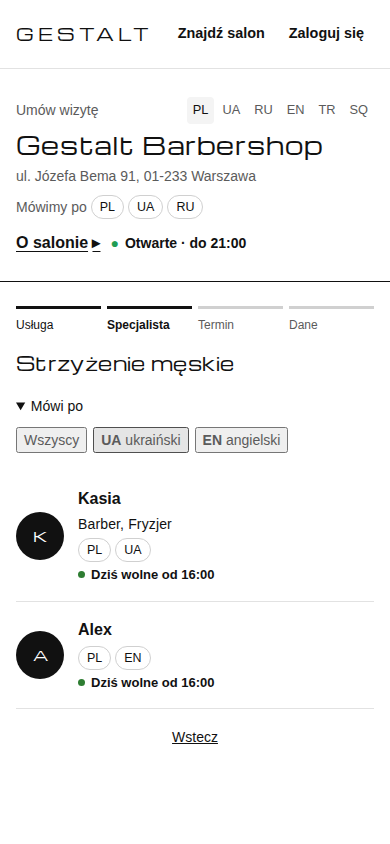 GESTALT Znajdź salon Zaloguj się
Umów wizytę PL UA RU EN TR SQ
Gestalt Barbershop
ul. Józefa Bema 91, 01-233 Warszawa
Mówimy po PL UA RU
O salonie ▸ ● Otwarte · do 21:00
Usługa Specjalista Termin Dane
Strzyżenie męskie
▼ Mówi po
Wszyscy UA ukraiński EN angielski
Kasia
K
Barber, Fryzjer
PL UA
Dziś wolne od 16:00
Alex
A
PL EN
Dziś wolne od 16:00
Wstecz